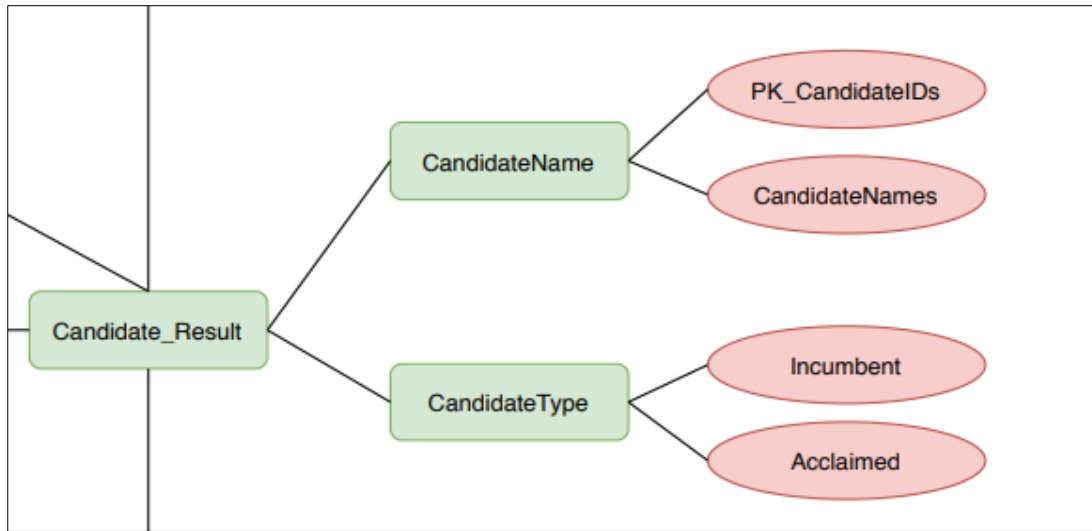 PK_CandidateIDs
CandidateName
CandidateNames
Candidate_Result
Incumbent
CandidateType
Acclaimed